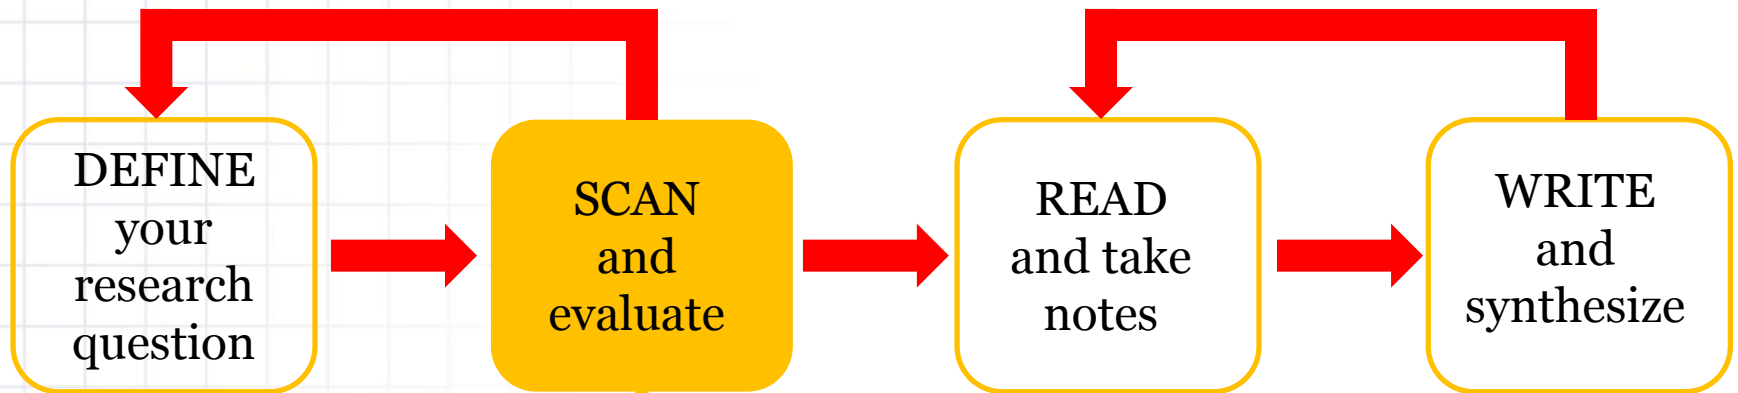 DEFINE
your
research
question
SCAN
and
evaluate
READ
and take
notes
WRITE
and
synthesize